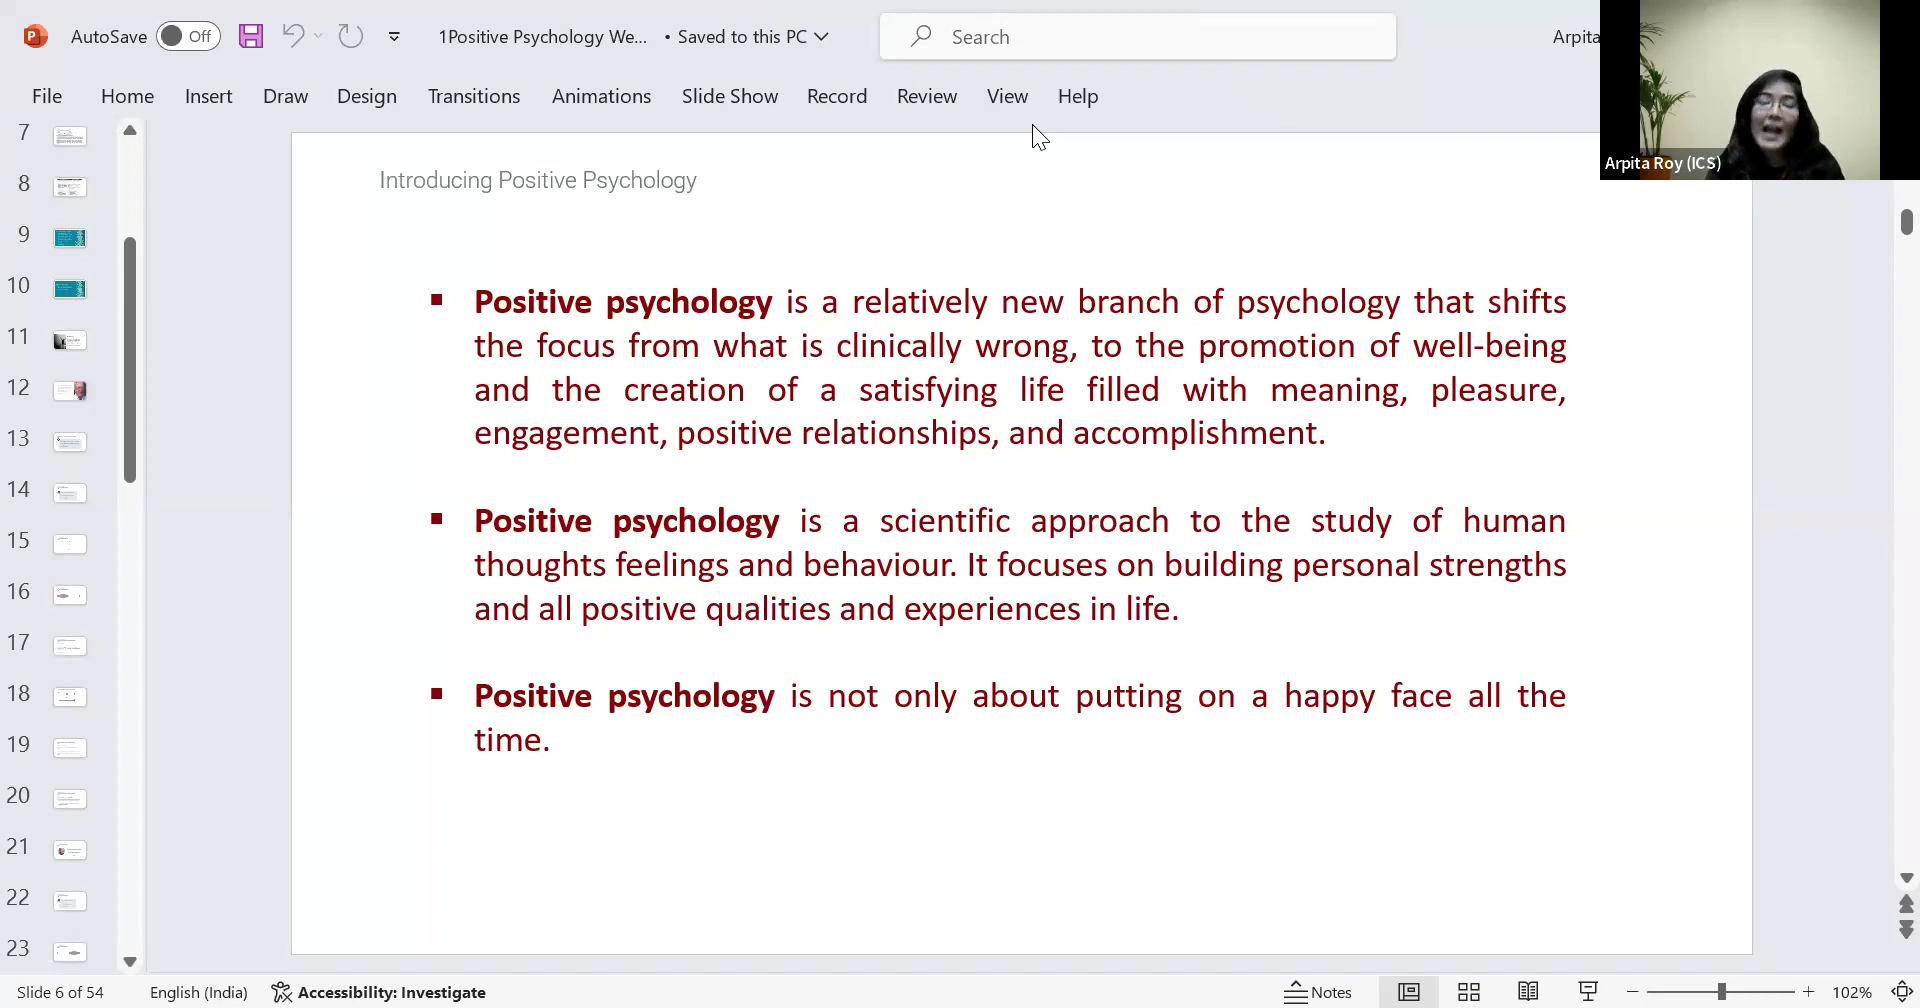 AutoSave Off 1Positive Psychology We... • Saved to this PC Search Arpita
File Home Insert Draw Design Transitions Animations Slide Show Record Review View Help
Arpita Roy (ICS)
7
8
9
10
11
12
13
14
15
16
17
18
19
20
21
22
23
Introducing Positive Psychology
▪ Positive psychology is a relatively new branch of psychology that shifts
the focus from what is clinically wrong, to the promotion of well-being
and the creation of a satisfying life filled with meaning, pleasure,
engagement, positive relationships, and accomplishment.
▪ Positive psychology is a scientific approach to the study of human
thoughts feelings and behaviour. It focuses on building personal strengths
and all positive qualities and experiences in life.
▪ Positive psychology is not only about putting on a happy face all the
time.
Slide 6 of 54 English (India) Accessibility: Investigate Notes 102%